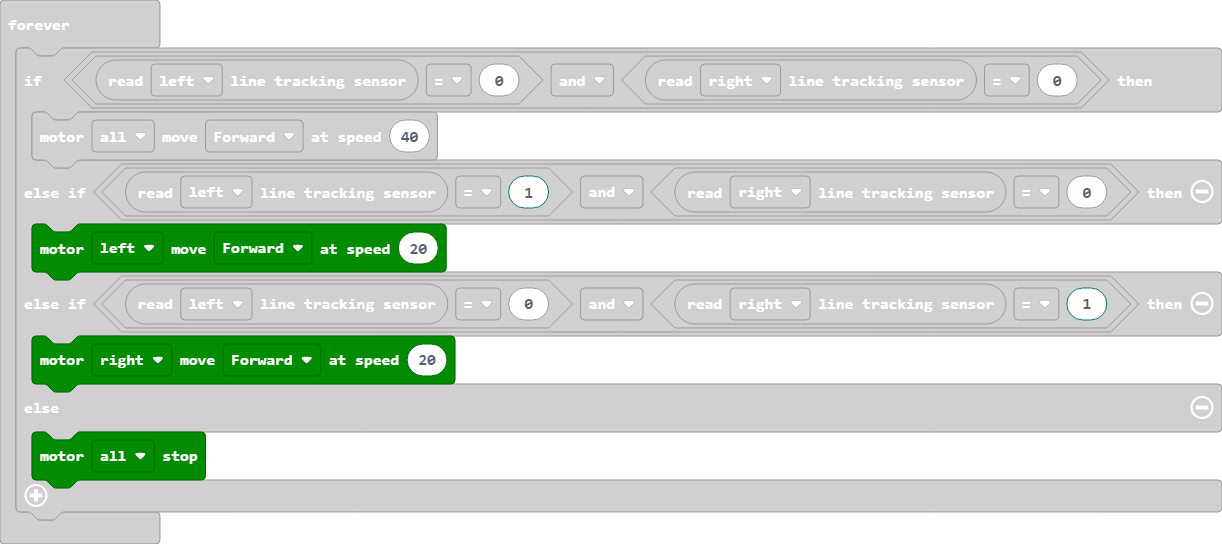 forever
if read left line tracking sensor = 0 and read right line tracking sensor = 0 then
motor all move Forward at speed 40
else if read left line tracking sensor = 1 and read right line tracking sensor = 0 then
motor left move Forward at speed 20
else if read left line tracking sensor = 0 and read right line tracking sensor = 1 then
motor right move Forward at speed 20
else
motor all stop